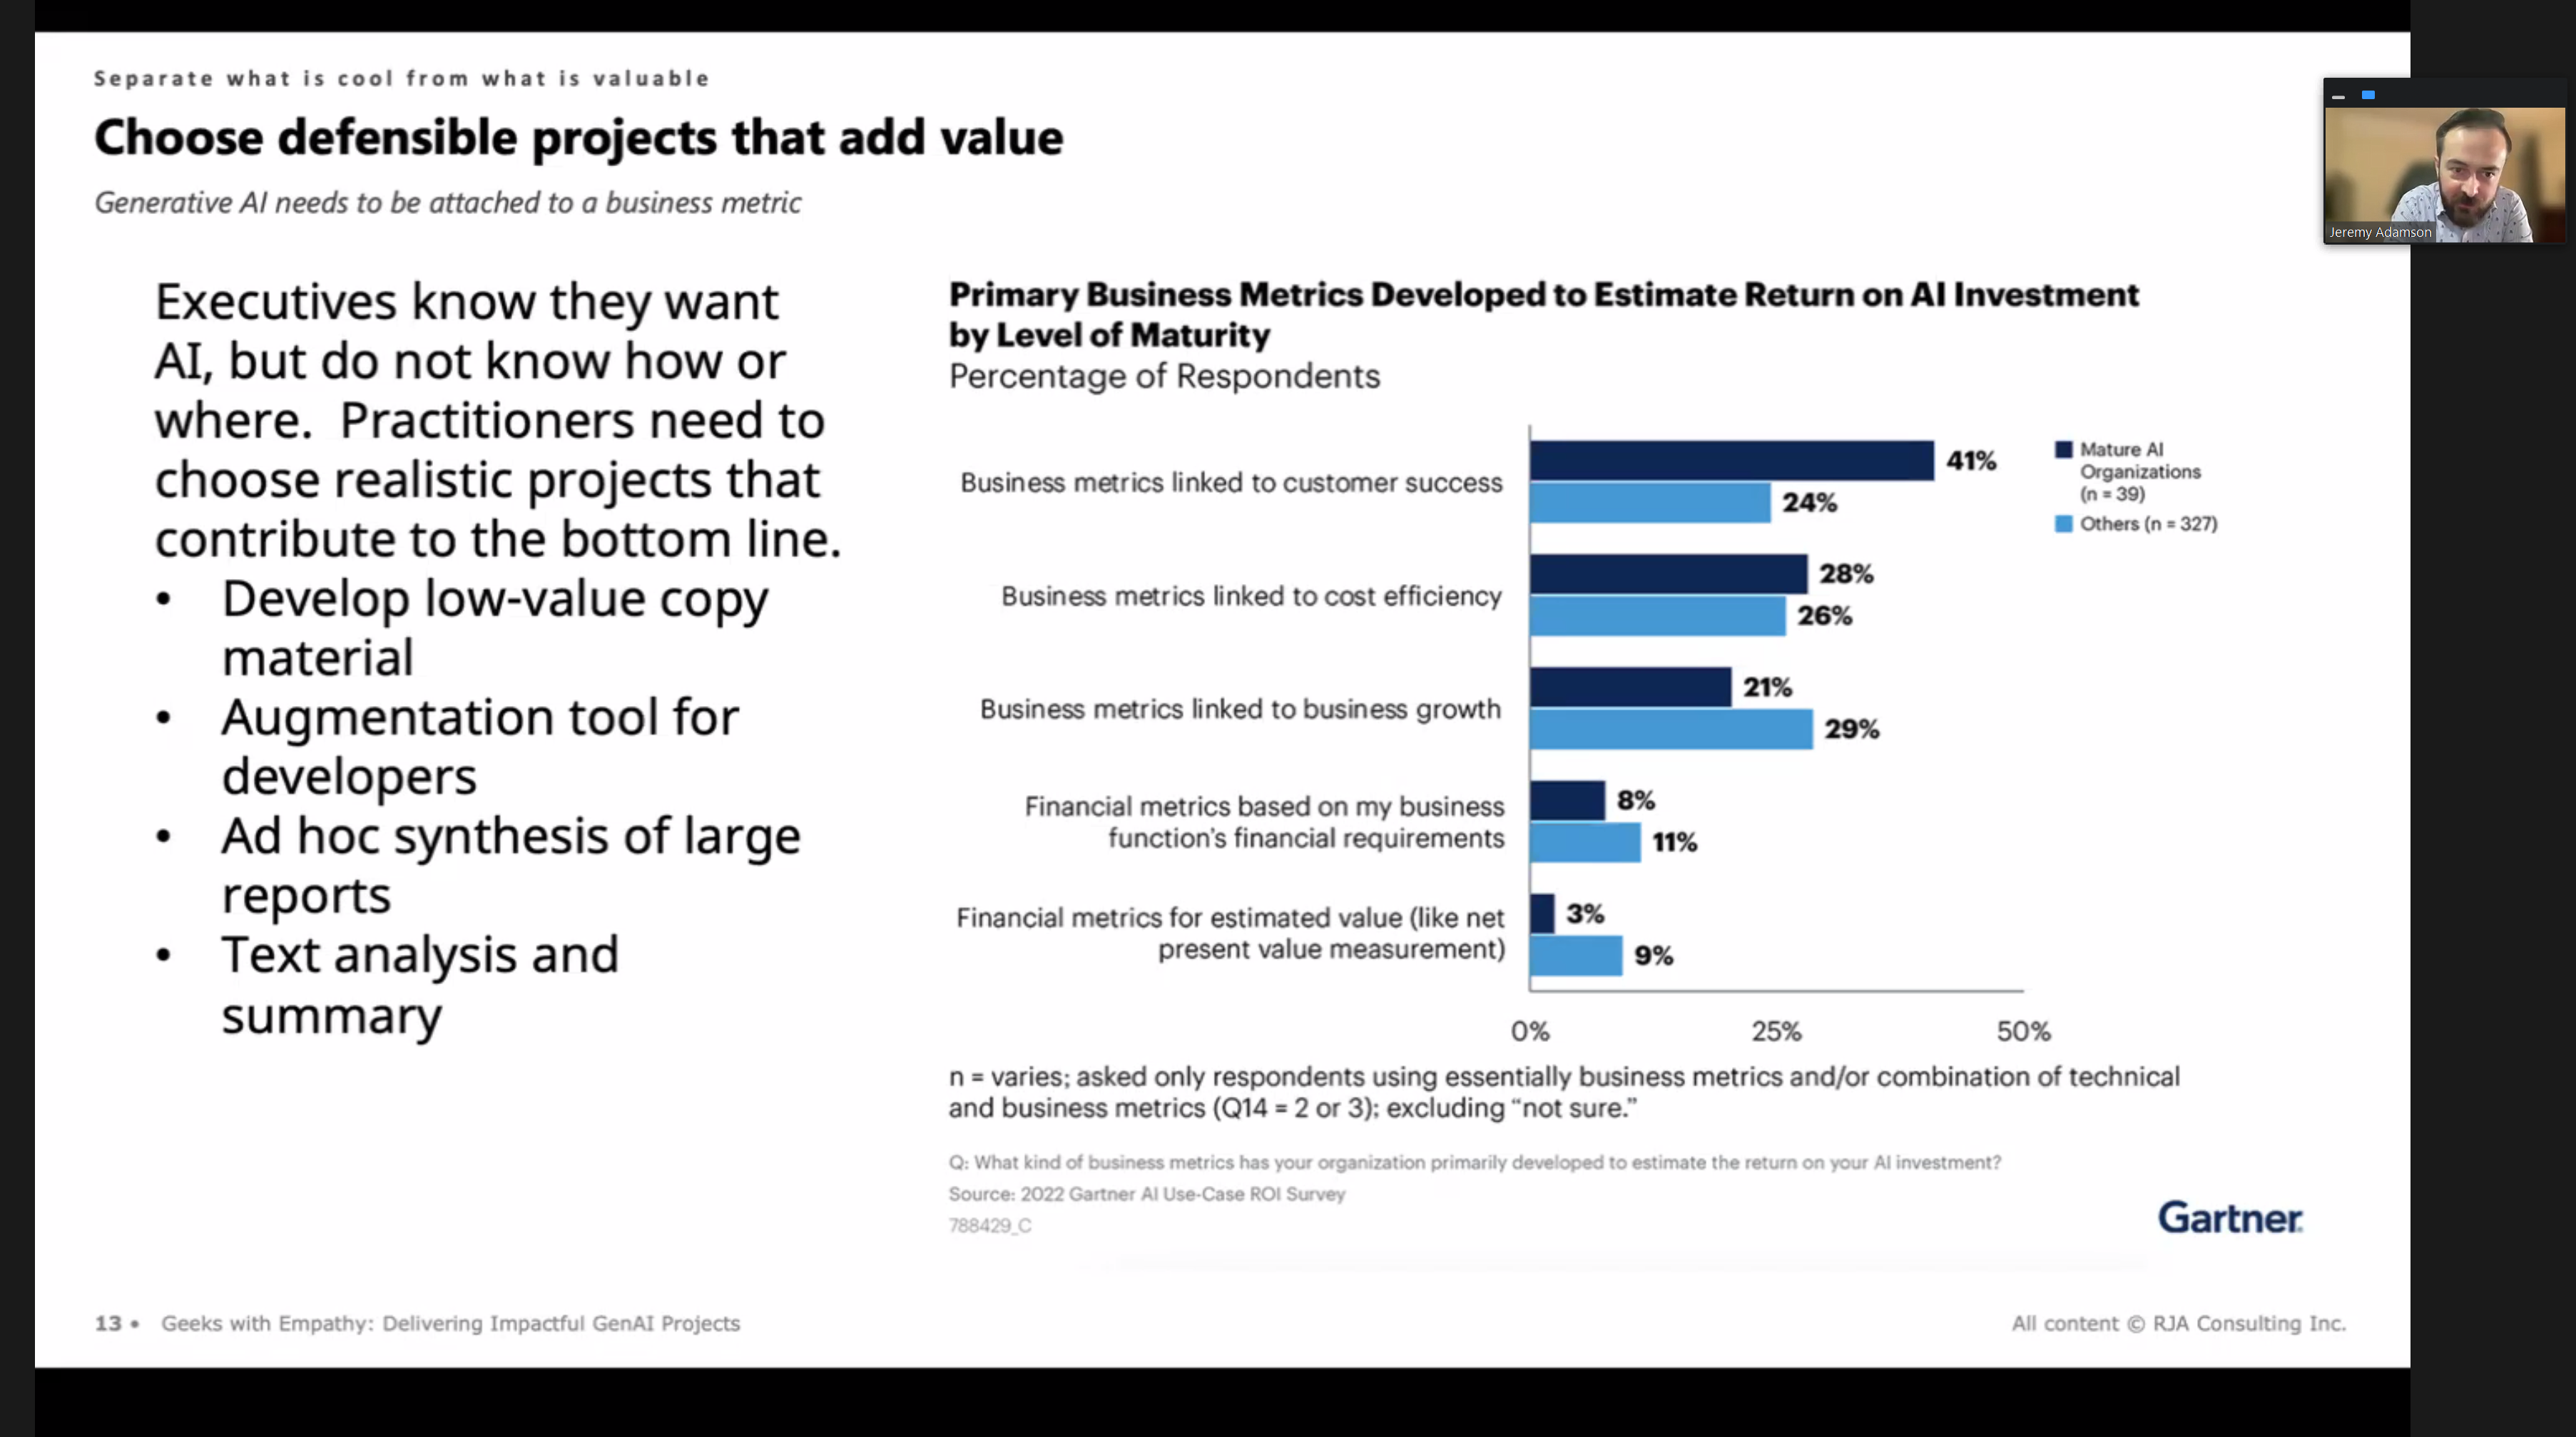 Separate what is cool from what is valuable
Choose defensible projects that add value
Generative AI needs to be attached to a business metric
Executives know they want
AI, but do not know how or
where.  Practitioners need to
choose realistic projects that
contribute to the bottom line.
• Develop low-value copy
material
• Augmentation tool for
developers
• Ad hoc synthesis of large
reports
• Text analysis and
summary
Primary Business Metrics Developed to Estimate Return on AI Investment
by Level of Maturity
Percentage of Respondents
Business metrics linked to customer success
41%
24%
Business metrics linked to cost efficiency
28%
26%
Business metrics linked to business growth
21%
29%
Financial metrics based on my business
function's financial requirements
8%
11%
Financial metrics for estimated value (like net
present value measurement)
3%
9%
0% 25% 50%
Mature AI
Organizations
(n = 39)
Others (n = 327)
n = varies; asked only respondents using essentially business metrics and/or combination of technical
and business metrics (Q14 = 2 or 3); excluding “not sure.”
Q: What kind of business metrics has your organization primarily developed to estimate the return on your AI investment?
Source: 2022 Gartner AI Use-Case ROI Survey
788429_C
Gartner
13 • Geeks with Empathy: Delivering Impactful GenAI Projects
All content © RJA Consulting Inc.
Jeremy Adamson